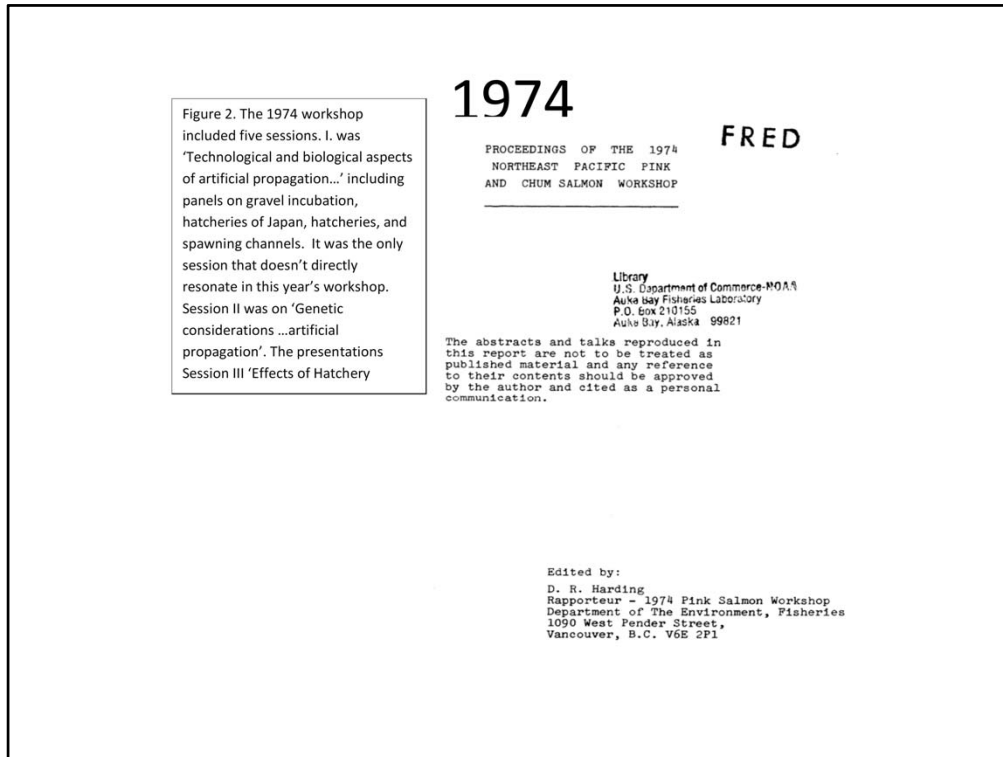 Figure 2. The 1974 workshop
included five sessions. I. was
‘Technological and biological aspects
of artificial propagation…’ including
panels on gravel incubation,
hatcheries of Japan, hatcheries, and
spawning channels.  It was the only
session that doesn’t directly
resonate in this year’s workshop.
Session II was on ‘Genetic
considerations …artificial
propagation’. The presentations
Session III ‘Effects of Hatchery
1974
FRED
PROCEEDINGS OF THE 1974
NORTHEAST PACIFIC PINK
AND CHUM SALMON WORKSHOP
Library
U.S. Department of Commerce-NOAA
Auke Bay Fisheries Laboratory
P.O. Box 210155
Auke Bay, Alaska 99821
The abstracts and talks reproduced in
this report are not to be treated as
published material and any reference
to their contents should be approved
by the author and cited as a personal
communication.
Edited by:
D. R. Harding
Rapporteur - 1974 Pink Salmon Workshop
Department of The Environment, Fisheries
1090 West Pender Street,
Vancouver, B.C. V6E 2P1